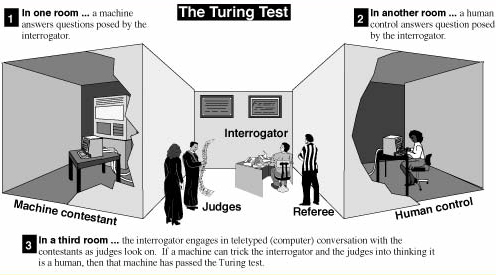 The Turing Test
1 In one room ... a machine
answers questions posed by the
interrogator.
2 In another room ... a human
control answers question posed
by the interrogator.
Interrogator
Judges
Referee
Machine contestant
Human control
3 In a third room ... the interrogator engages in teletyped (computer) conversation with the
contestants as judges look on. If a machine can trick the interrogator and the judges into thinking it
is a human, then that machine has passed the Turing test.